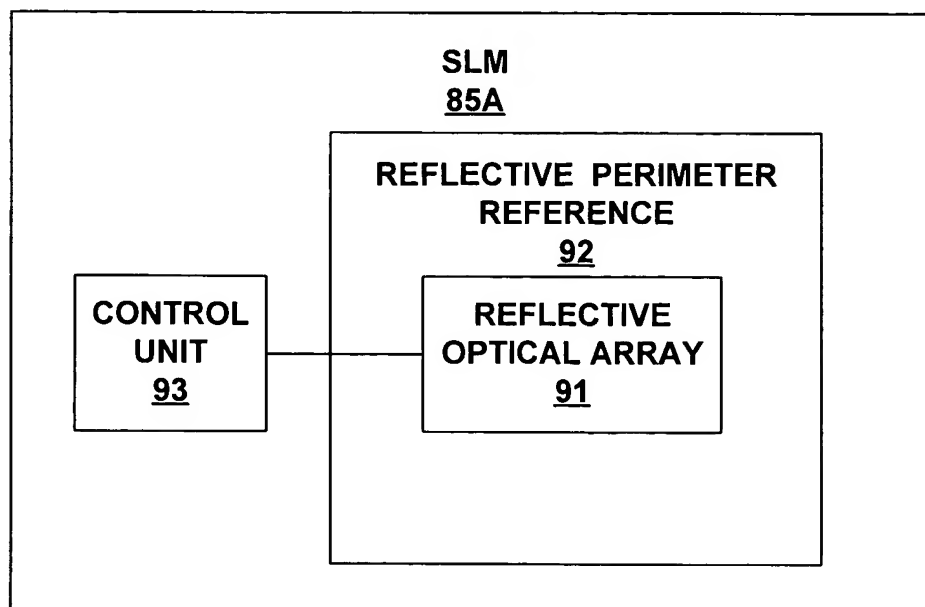 SLM
85A
REFLECTIVE PERIMETER
REFERENCE
92
CONTROL
UNIT
93
REFLECTIVE
OPTICAL ARRAY
91